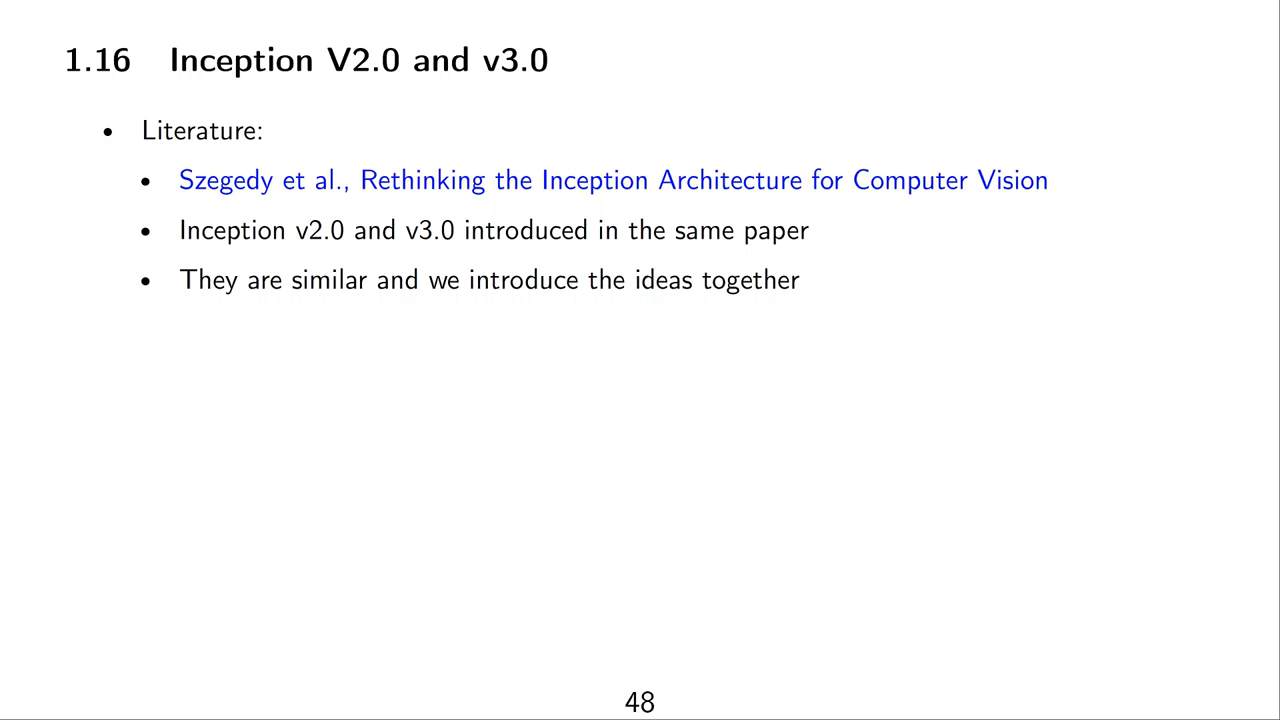 1.16 Inception V2.0 and v3.0
• Literature:
• Szegedy et al., Rethinking the Inception Architecture for Computer Vision
• Inception v2.0 and v3.0 introduced in the same paper
• They are similar and we introduce the ideas together
48